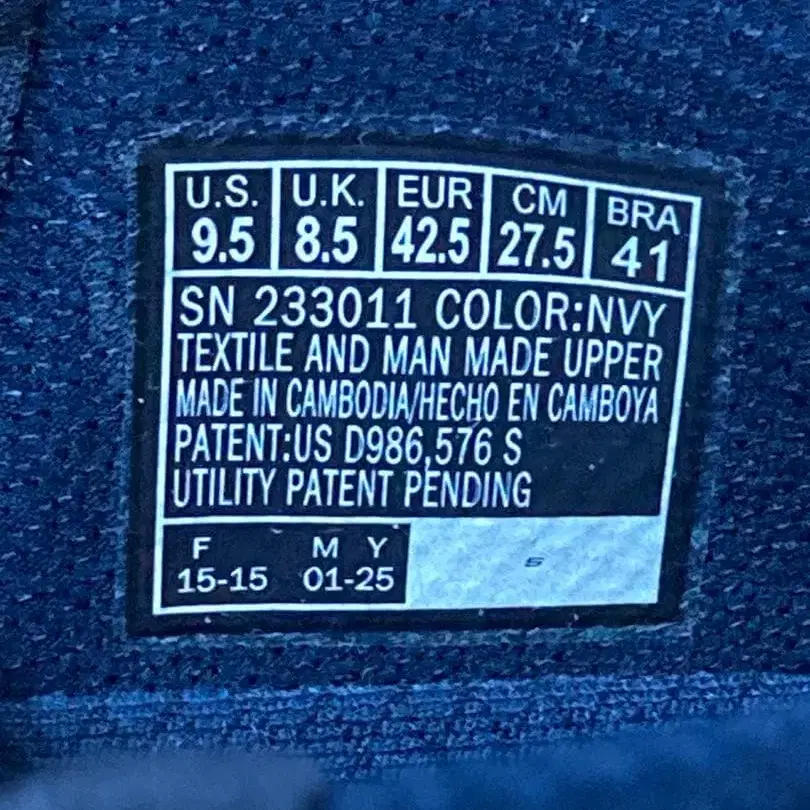 U.S. U.K. EUR CM BRA
9.5 8.5 42.5 27.5 41
SN 233011 COLOR:NVY
TEXTILE AND MAN MADE UPPER
MADE IN CAMBODIA/HECHO EN CAMBOYA
PATENT:US D986,576 S
UTILITY PATENT PENDING
F M Y
15-15 01-25